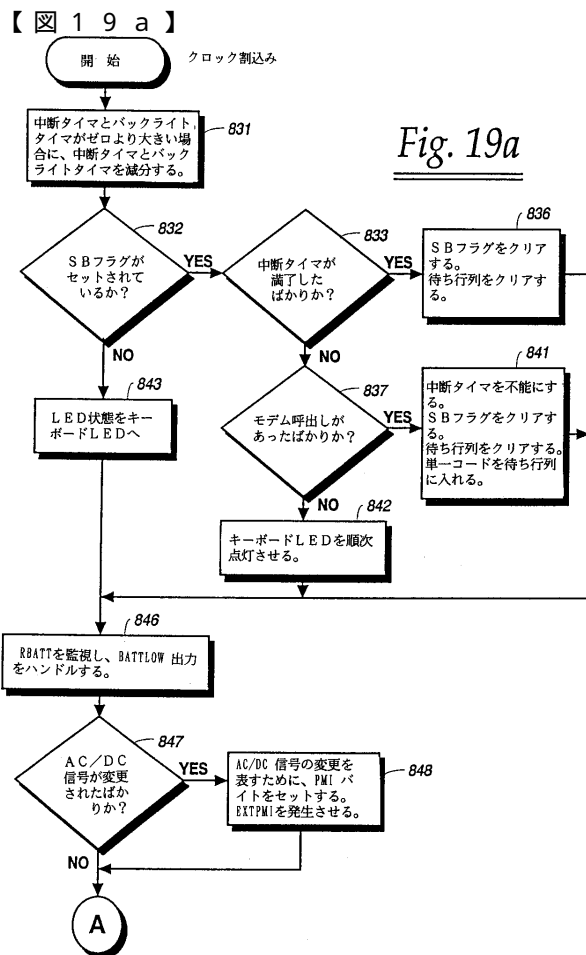 【図１９ａ】
開 始
クロック割込み
中断タイマとバックライト
タイマがゼロより大きい場
合に、中断タイマとバック
ライトタイマを減分する。
831
Fig. 19a
832
ＳＢフラグが
セットされて
いるか？
YES
NO
833
中断タイマが
満了した
ばかりか？
YES
NO
836
ＳＢフラグをクリア
する。
待ち行列をクリアす
る。
843
ＬＥＤ状態をキー
ボードＬＥＤへ
837
モデム呼出しが
あったばかりか？
YES
NO
841
中断タイマを不能にす
る。
ＳＢフラグをクリアす
る。
待ち行列をクリアする。
単一コードを待ち行列
に入れる。
842
キーボードＬＥＤを順次
点灯させる。
846
RBATTを監視し、BATTLOW 出力
をハンドルする。
847
ＡＣ／ＤＣ
信号が変更
されたばか
りか？
YES
NO
AC/DC 信号の変更を
表すために、PMI バ
イトをセットする。
EXTPMIを発生させる。
848
A